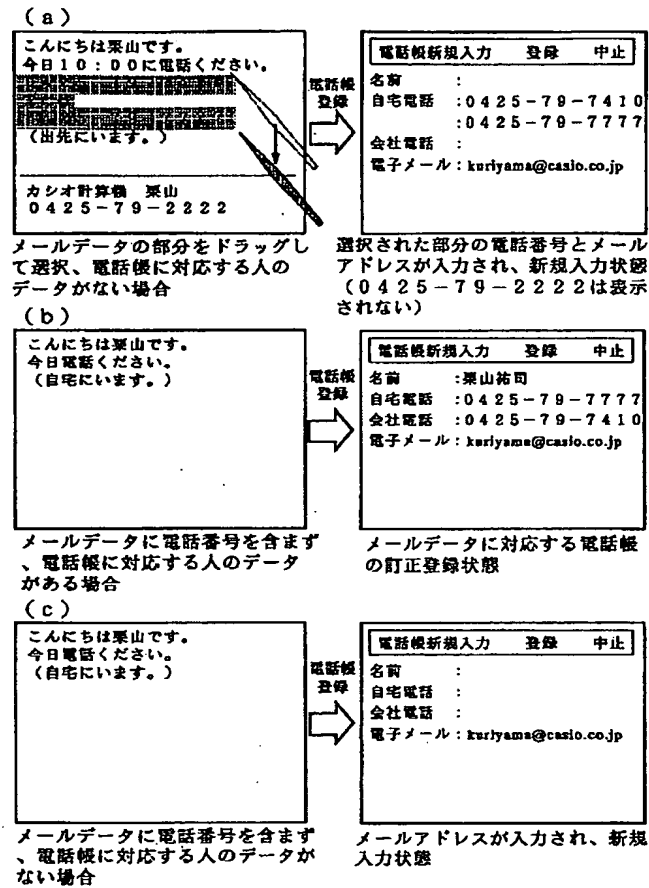 （a）
こんにちは栗山です。
今日１０：００に電話ください。
（出先にいます。）
カシオ計算機　栗山
０４２５－７９－２２２２
電話帳
登録
電話帳新規入力　登録　中止
名前　　：
自宅電話　：０４２５－７９－７４１０
：０４２５－７９－７７７７
会社電話　：
電子メール：kuriyama@casio.co.jp
メールデータの部分をドラッグし
て選択、電話帳に対応する人の
データがない場合
選択された部分の電話番号とメール
アドレスが入力され、新規入力状態
（０４２５－７９－２２２２は表示
されない）
（b）
こんにちは栗山です。
今日電話ください。
（自宅にいます。）
電話帳
登録
電話帳新規入力　登録　中止
名前　　：栗山祐司
自宅電話　：０４２５－７９－７７７７
会社電話　：０４２５－７９－７４１０
電子メール：kuriyama@casio.co.jp
メールデータに電話番号を含まず
、電話帳に対応する人のデータ
がある場合
メールデータに対応する電話帳
の訂正登録状態
（c）
こんにちは栗山です。
今日電話ください。
（自宅にいます。）
電話帳
登録
電話帳新規入力　登録　中止
名前　　：
自宅電話　：
会社電話　：
電子メール：kuriyama@casio.co.jp
メールデータに電話番号を含まず
、電話帳に対応する人のデータが
ない場合
メールアドレスが入力され、新規
入力状態